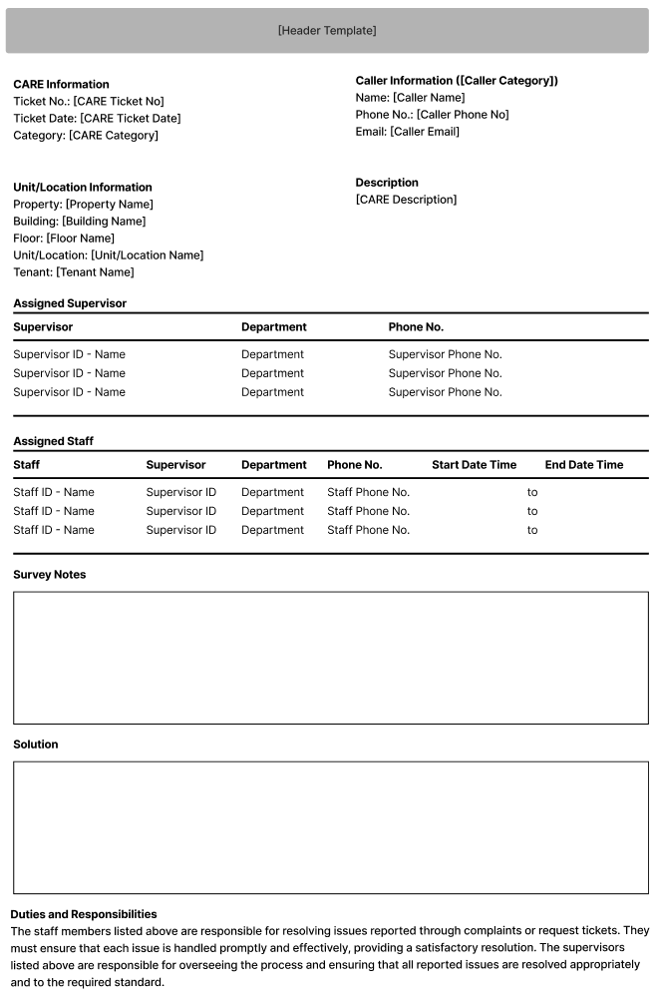 [Header Template]
CARE Information
Ticket No.: [CARE Ticket No]
Ticket Date: [CARE Ticket Date]
Category: [CARE Category]
Caller Information ([Caller Category])
Name: [Caller Name]
Phone No.: [Caller Phone No]
Email: [Caller Email]
Unit/Location Information
Property: [Property Name]
Building: [Building Name]
Floor: [Floor Name]
Unit/Location: [Unit/Location Name]
Tenant: [Tenant Name]
Description
[CARE Description]
Assigned Supervisor
Supervisor Department Phone No.
Supervisor ID - Name Department Supervisor Phone No.
Supervisor ID - Name Department Supervisor Phone No.
Supervisor ID - Name Department Supervisor Phone No.
Assigned Staff
Staff Supervisor Department Phone No. Start Date Time End Date Time
Staff ID - Name Supervisor ID Department Staff Phone No. to
Staff ID - Name Supervisor ID Department Staff Phone No. to
Staff ID - Name Supervisor ID Department Staff Phone No. to
Survey Notes
Solution
Duties and Responsibilities
The staff members listed above are responsible for resolving issues reported through complaints or request tickets. They
must ensure that each issue is handled promptly and effectively, providing a satisfactory resolution. The supervisors
listed above are responsible for overseeing the process and ensuring that all reported issues are resolved appropriately
and to the required standard.